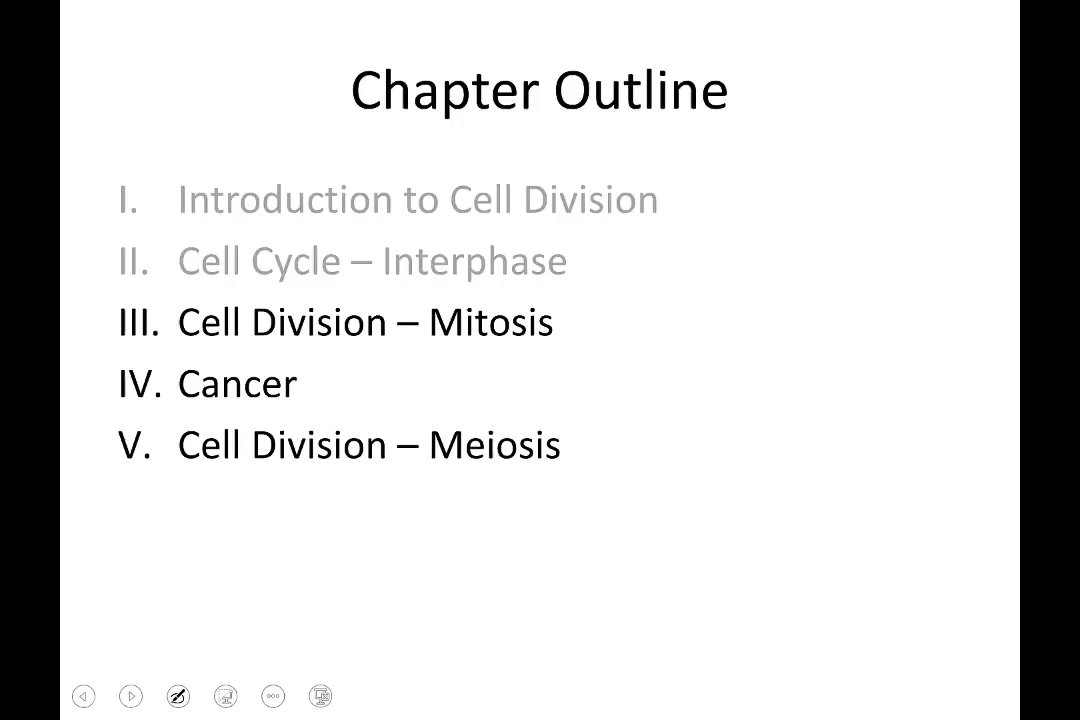 Chapter Outline
I. Introduction to Cell Division
II. Cell Cycle – Interphase
III. Cell Division – Mitosis
IV. Cancer
V. Cell Division – Meiosis